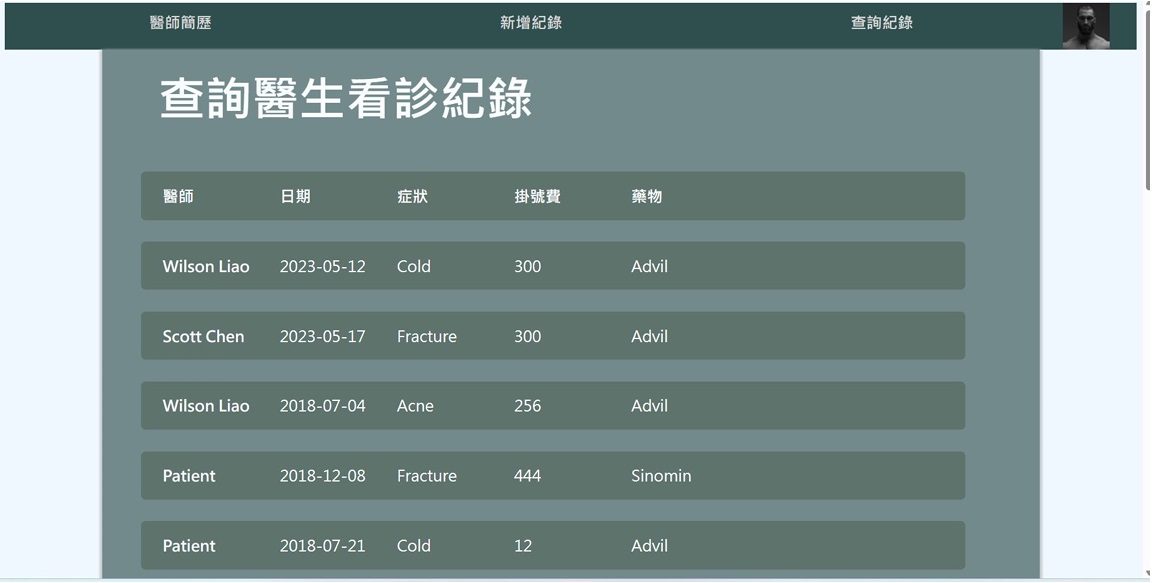 醫師簡歷 新增紀錄 查詢紀錄
查詢醫生看診紀錄
醫師 日期 症狀 掛號費 藥物
Wilson Liao 2023-05-12 Cold 300 Advil
Scott Chen 2023-05-17 Fracture 300 Advil
Wilson Liao 2018-07-04 Acne 256 Advil
Patient 2018-12-08 Fracture 444 Sinomin
Patient 2018-07-21 Cold 12 Advil